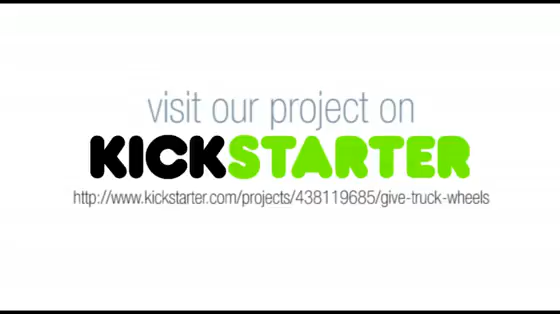 visit our project on
KICKSTARTER
http://www.kickstarter.com/projects/438119685/give-truck-wheels